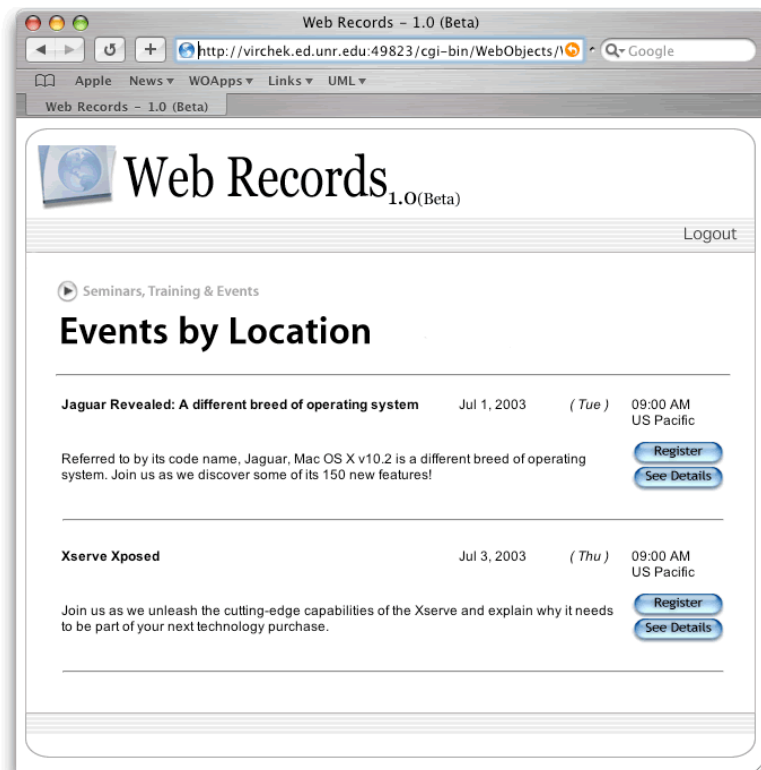 Web Records – 1.0 (Beta)
http://virchek.ed.unr.edu:49823/cgi-bin/WebObjects/ Google
Apple News WOApps Links UML
Web Records – 1.0 (Beta)
Web Records 1.0(Beta)
Logout
Seminars, Training & Events
Events by Location
Jaguar Revealed: A different breed of operating system Jul 1, 2003 ( Tue ) 09:00 AM
US Pacific
Referred to by its code name, Jaguar, Mac OS X v10.2 is a different breed of operating
system. Join us as we discover some of its 150 new features!
Register
See Details
Xserve Xposed Jul 3, 2003 ( Thu ) 09:00 AM
US Pacific
Join us as we unleash the cutting-edge capabilities of the Xserve and explain why it needs
to be part of your next technology purchase.
Register
See Details